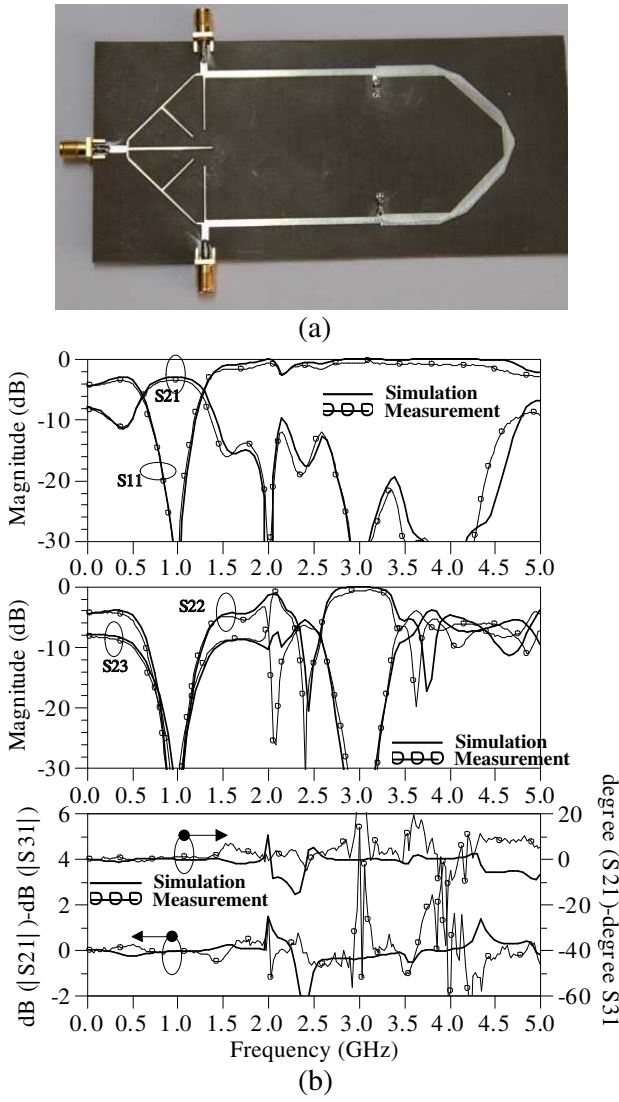 (a)
Magnitude (dB)
0
-10
-20
-30
S21
S11
Simulation
Measurement
0.0 0.5 1.0 1.5 2.0 2.5 3.0 3.5 4.0 4.5 5.0
Magnitude (dB)
0
-10
-20
-30
S22
S23
Simulation
Measurement
0.0 0.5 1.0 1.5 2.0 2.5 3.0 3.5 4.0 4.5 5.0
dB (|S21|)-dB (|S31|)
6
4
2
0
-2
Simulation
Measurement
20
0
-20
-40
-60
degree (S21)-degree S31
0.0 0.5 1.0 1.5 2.0 2.5 3.0 3.5 4.0 4.5 5.0
Frequency (GHz)
(b)